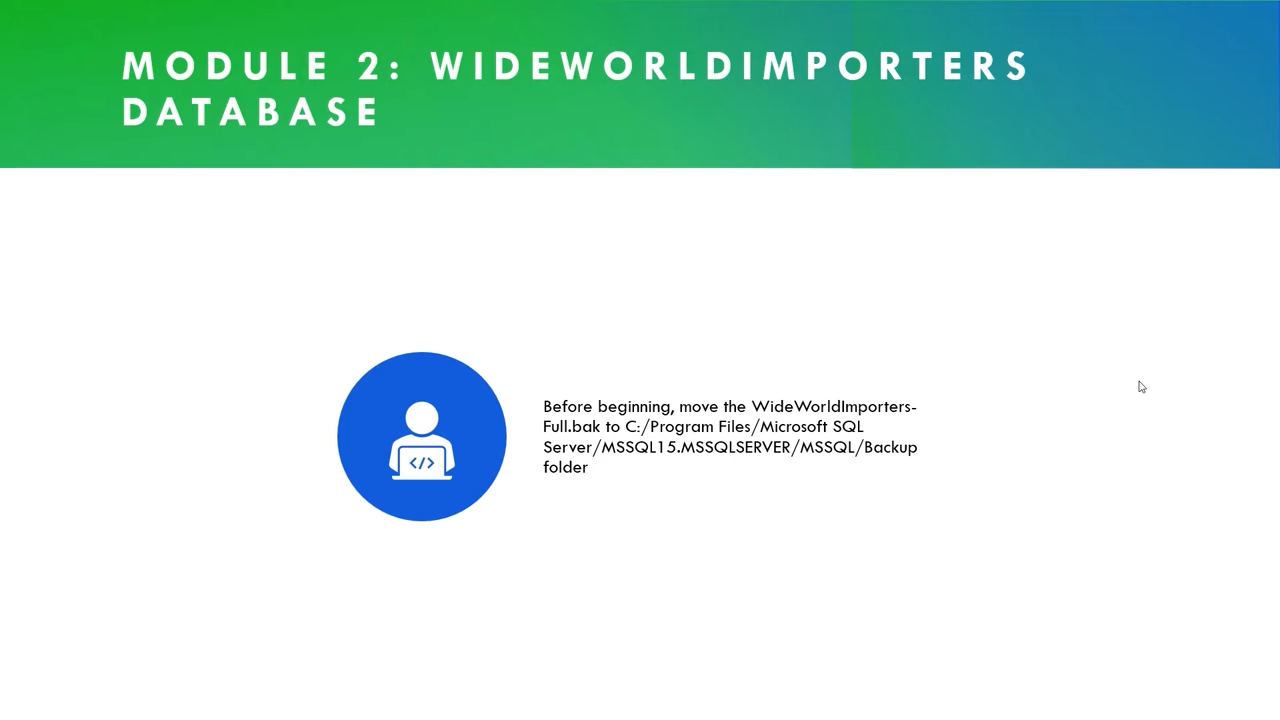 MODULE 2: WIDEWORLDIMPORTERS
DATABASE
Before beginning, move the WideWorldImporters-
Full.bak to C:/Program Files/Microsoft SQL
Server/MSSQL15.MSSQLSERVER/MSSQL/Backup
folder